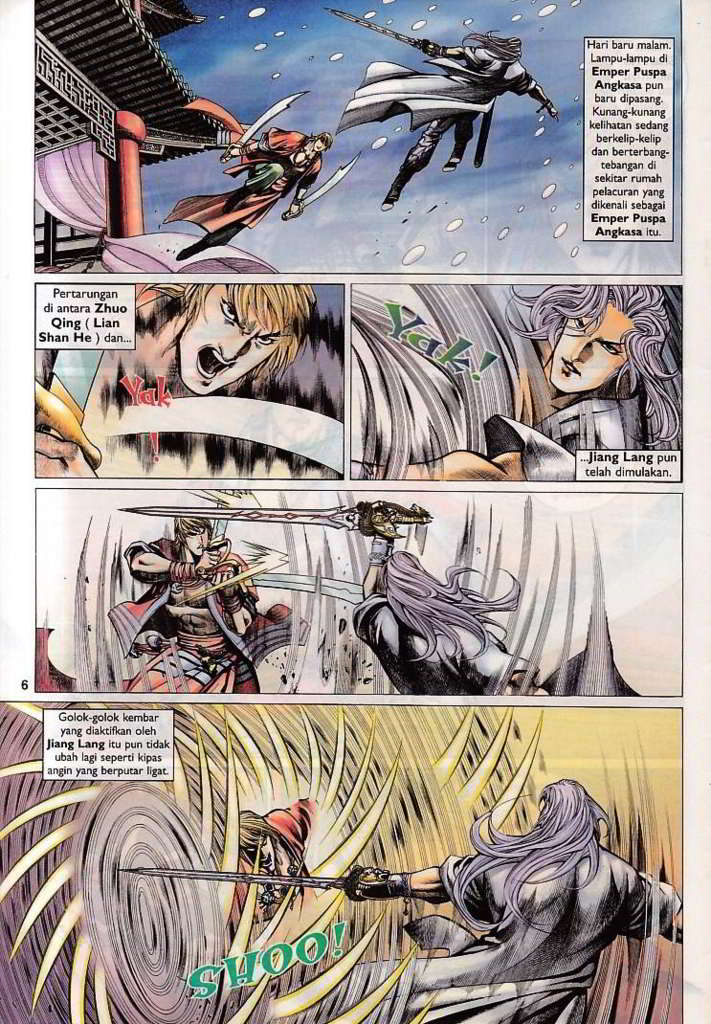 Hari baru malam.
Lampu-lampu di
Emper Puspa
Angkasa pun
baru dipasang.
Kunang-kunang
kelihatan sedang
berkelip-kelip
dan berterbang-
tebangan di
sekitar rumah
pelacuran yang
dikenali sebagai
Emper Puspa
Angkasa itu.
Pertarungan
di antara Zhuo
Qing ( Lian
Shan He ) dan...
Yak
!
Yak!
...Jiang Lang pun
telah dimulakan.
6
Golok-golok kembar
yang diaktifkan oleh
Jiang Lang itu pun tidak
ubah lagi seperti kipas
angin yang berputar ligat.
SHOO!